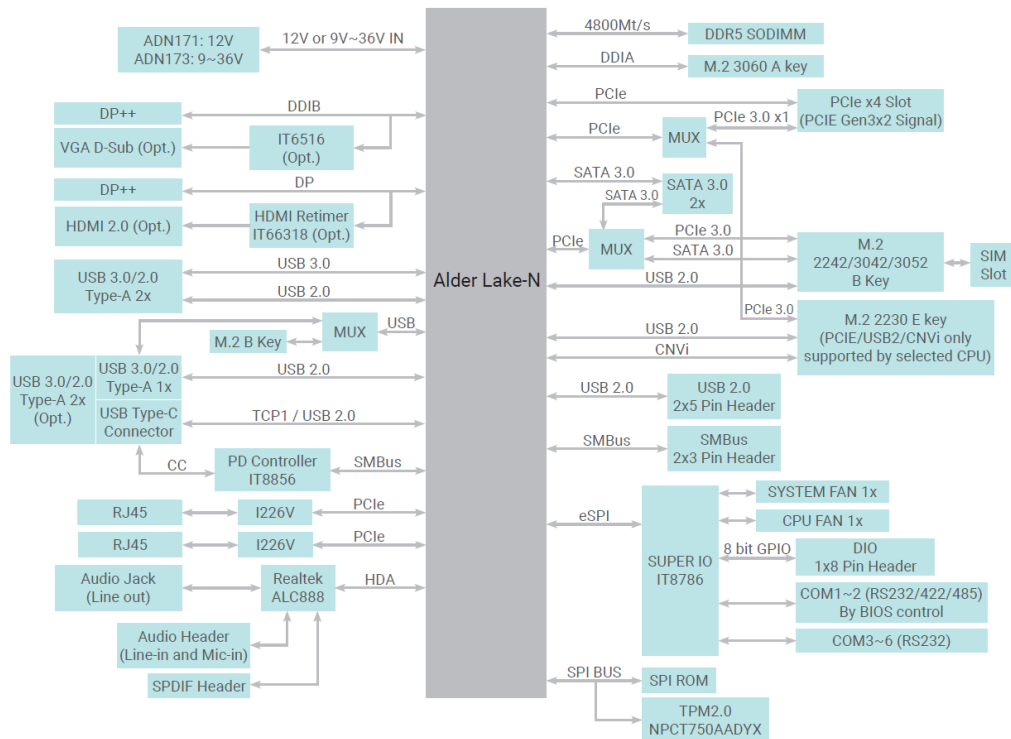 ADN171: 12V
ADN173: 9~36V
12V or 9V~36V IN
DDIB
DP++
VGA D-Sub (Opt.)
IT6516
(Opt.)
DP
DP++
HDMI 2.0 (Opt.)
HDMI Retimer
IT66318 (Opt.)
USB 3.0/2.0
Type-A 2x
USB 3.0
USB 2.0
MUX
USB
M.2 B Key
USB 3.0/2.0
Type-A 2x
(Opt.)
USB 3.0/2.0
Type-A 1x
USB 2.0
USB Type-C
Connector
TCP1 / USB 2.0
CC
PD Controller
IT8856
SMBus
RJ45
I226V
PCIe
RJ45
I226V
PCIe
Audio Jack
(Line out)
Realtek
ALC888
HDA
Audio Header
(Line-in and Mic-in)
SPDIF Header
Alder Lake-N
4800Mt/s
DDR5 SODIMM
DDIA
M.2 3060 A key
PCIe
PCIe x4 Slot
(PCIE Gen3x2 Signal)
PCIe
MUX
PCIe 3.0 x1
SATA 3.0
SATA 3.0
SATA 3.0
2x
PCIe
MUX
PCIe 3.0
SATA 3.0
USB 2.0
M.2
2242/3042/3052
B Key
SIM
Slot
PCIe 3.0
USB 2.0
CNVi
M.2 2230 E key
(PCIE/USB2/CNVi only
supported by selected CPU)
USB 2.0
USB 2.0
2x5 Pin Header
SMBus
SMBus
2x3 Pin Header
eSPI
SUPER IO
IT8786
SYSTEM FAN 1x
CPU FAN 1x
8 bit GPIO
DIO
1x8 Pin Header
COM1~2 (RS232/422/485)
By BIOS control
COM3~6 (RS232)
SPI BUS
SPI ROM
TPM2.0
NPCT750AADYX